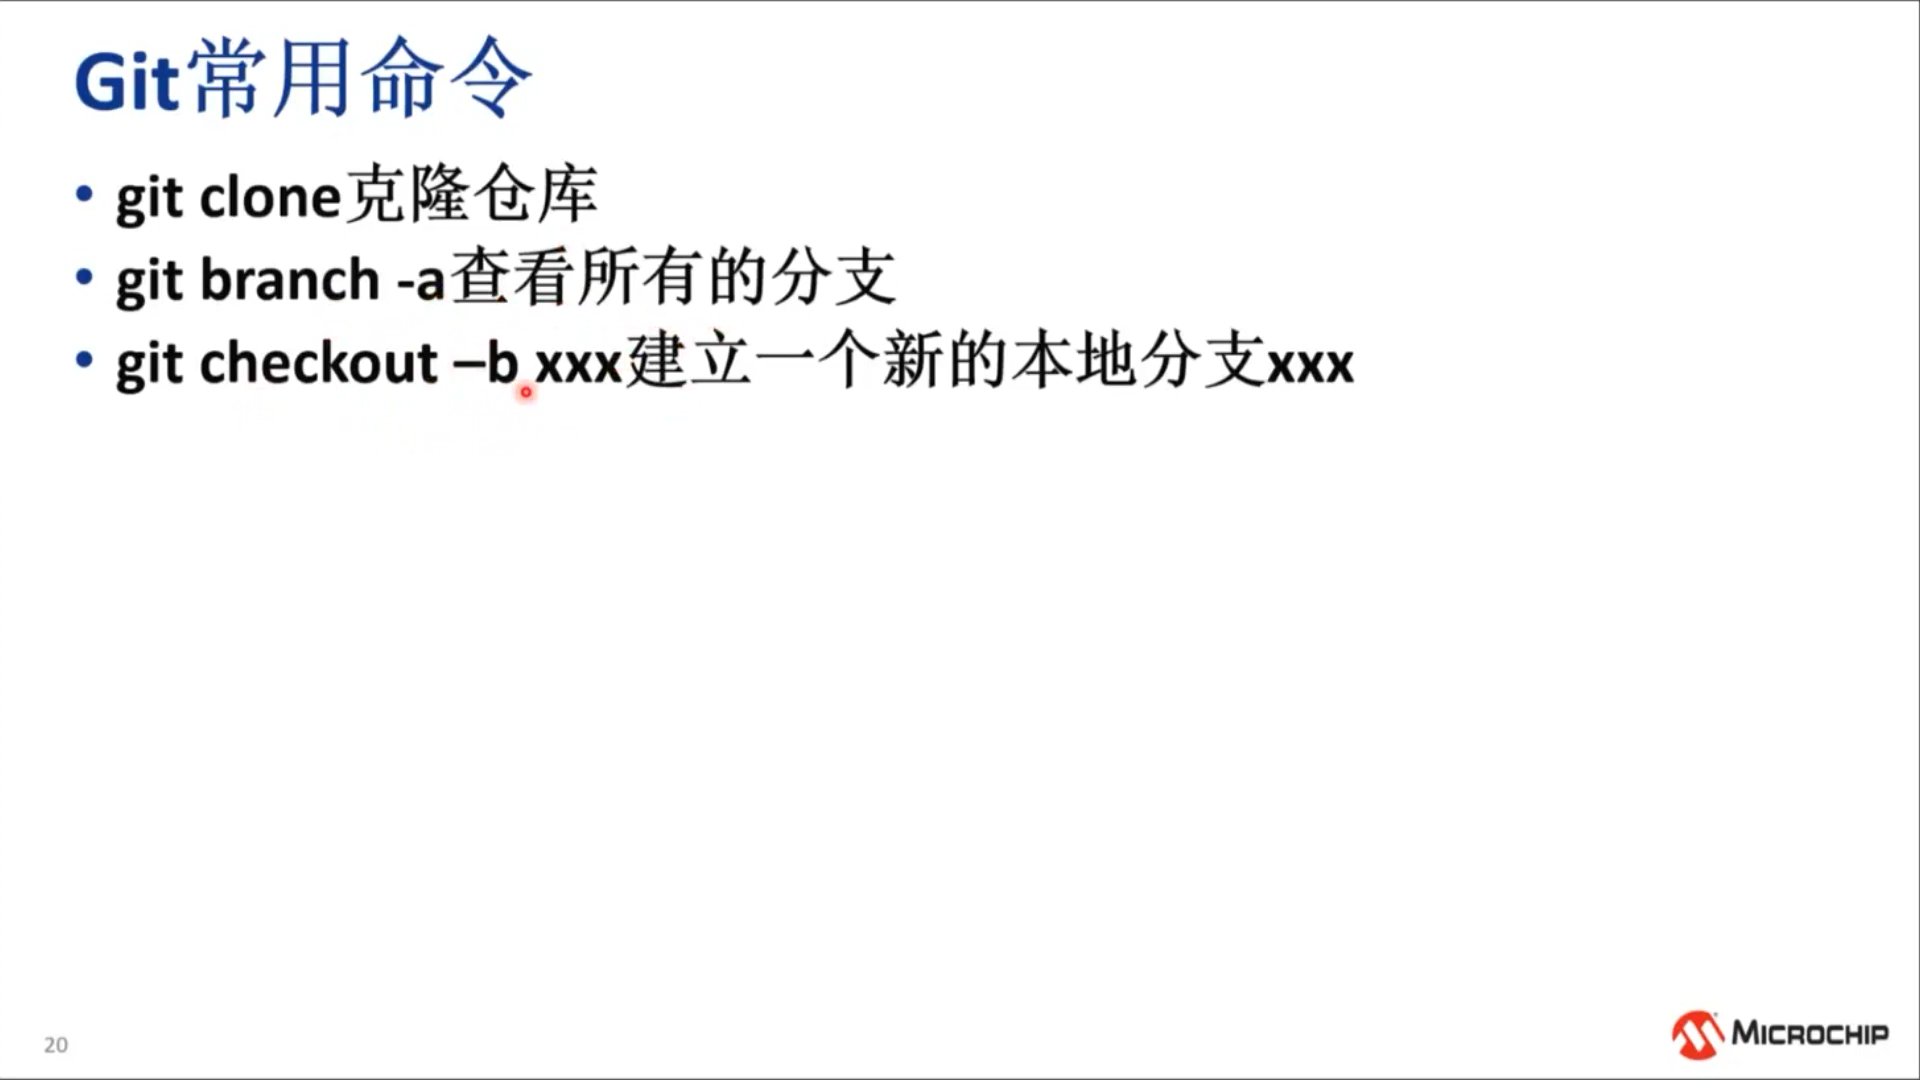 Git常用命令
• git clone克隆仓库
• git branch -a查看所有的分支
• git checkout –b xxx建立一个新的本地分支xxx
20
MICROCHIP